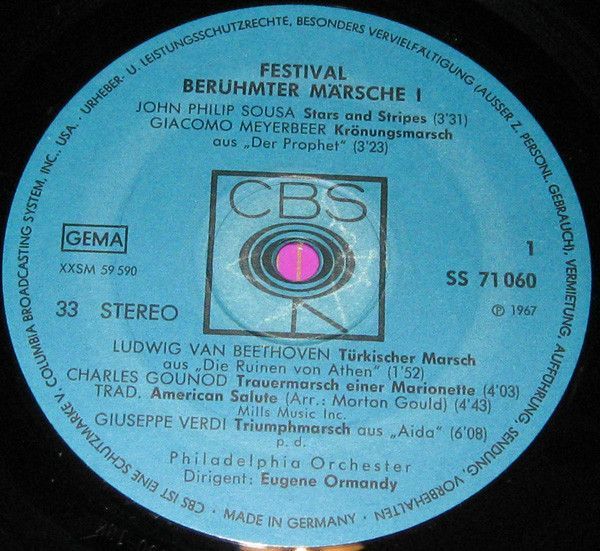 FESTIVAL
BERÜHMTER MÄRSCHE I
JOHN PHILIP SOUSA Stars and Stripes (3'31)
GIACOMO MEYERBEER Krönungsmarsch
aus „Der Prophet“ (3'23)
CBS
GEMA
XXSM 59 590
33 STEREO
1
SS 71 060
℗ 1967
LUDWIG VAN BEETHOVEN Türkischer Marsch
aus „Die Ruinen von Athen“ (1'52)
CHARLES GOUNOD Trauermarsch einer Marionette (4'03)
TRAD. American Salute (Arr.: Morton Gould) (4'43)
Mills Music Inc.
GIUSEPPE VERDI Triumphmarsch aus „Aida“ (6'08)
p. d.
Philadelphia Orchester
Dirigent: Eugene Ormandy
CBS IST EINE SCHUTZMARKE V. COLUMBIA BROADCASTING SYSTEM, INC., USA. · URHEBER- U. LEISTUNGSSCHUTZRECHTE, BESONDERS VERVIELFÄLTIGUNG (AUSSER Z. PERSONL. GEBRAUCH), VERMIETUNG, AUFFÜHRUNG SENDUNG, VORBEHALTEN · MADE IN GERMANY ·